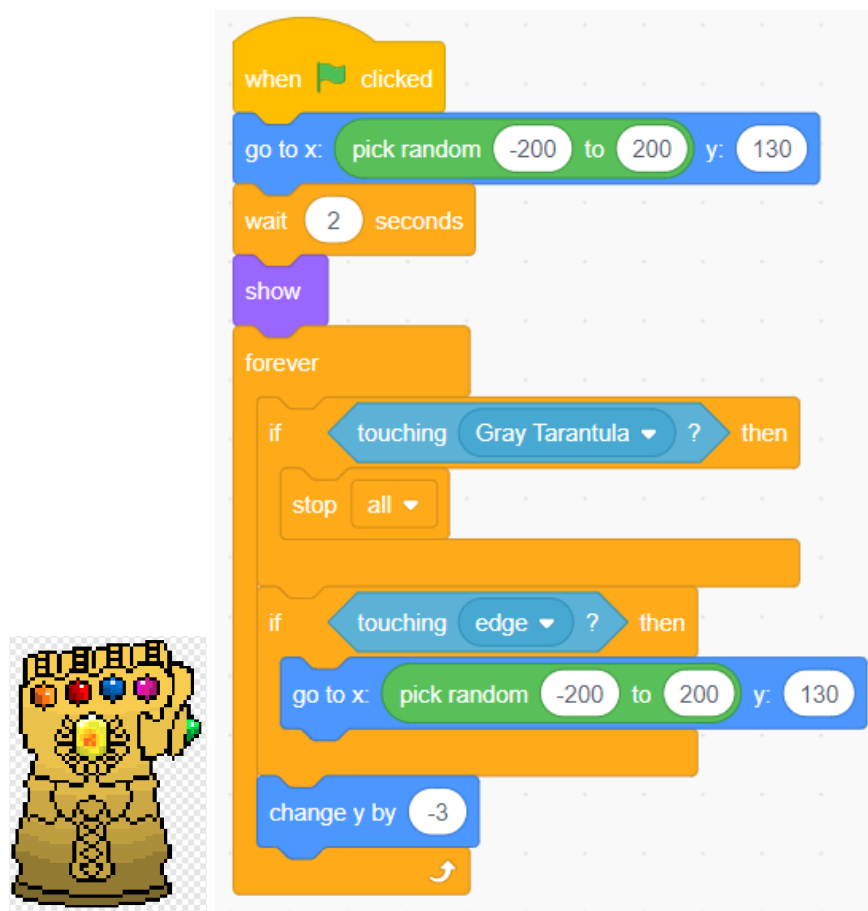 when clicked
go to x: pick random -200 to 200 y: 130
wait 2 seconds
show
forever
if touching Gray Tarantula ? then
stop all
if touching edge ? then
go to x: pick random -200 to 200 y: 130
change y by -3